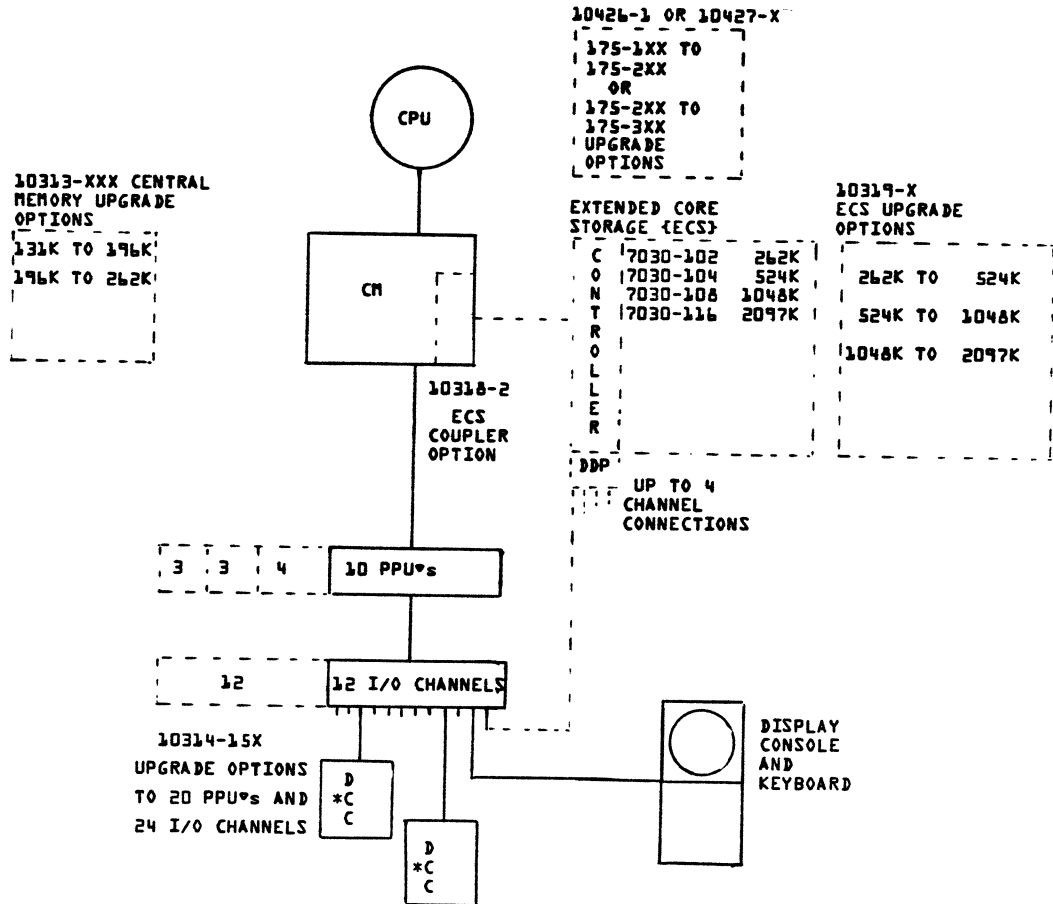 10426-1 OR 10427-X
175-1XX TO
175-2XX
OR
175-2XX TO
175-3XX
UPGRADE
OPTIONS
CPU
10313-XXX CENTRAL
MEMORY UPGRADE
OPTIONS
131K TO 196K
196K TO 262K
CM
EXTENDED CORE
STORAGE {ECS}
CONTROLLER
7030-102 262K
7030-104 524K
7030-108 1048K
7030-116 2097K
10319-X
ECS UPGRADE
OPTIONS
262K TO 524K
524K TO 1048K
1048K TO 2097K
10318-2
ECS
COUPLER
OPTION
DDP
UP TO 4
CHANNEL
CONNECTIONS
3 3 4 10 PPU▾s
12 12 I/O CHANNELS
10314-15X
UPGRADE OPTIONS
TO 20 PPU▾s AND
24 I/O CHANNELS
D
*C
C
D
*C
C
DISPLAY
CONSOLE
AND
KEYBOARD